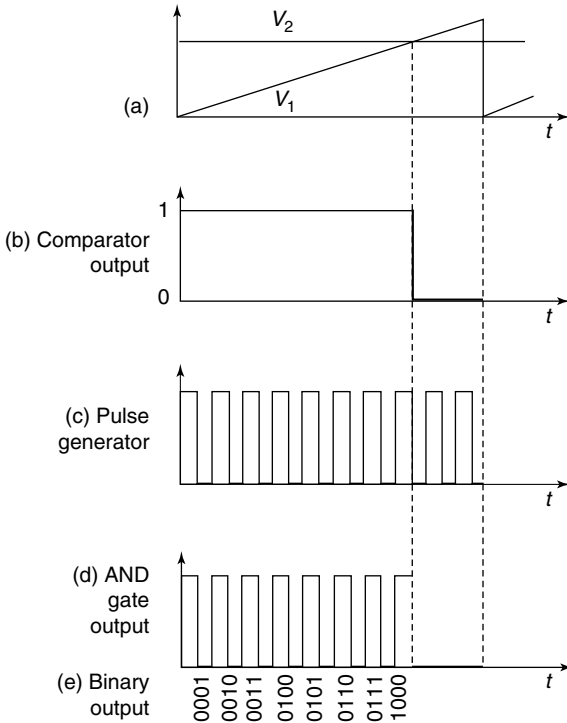 V2
V1
(a)
t
1
(b) Comparator
output
0
t
(c) Pulse
generator
t
(d) AND
gate
output
t
(e) Binary
output
0001 0010 0011 0100 0101 0110 0111 1000